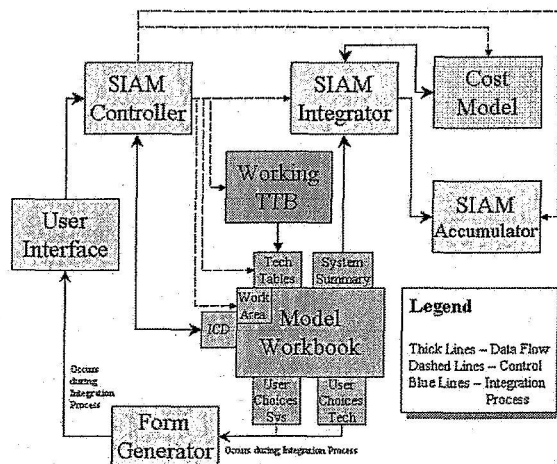 SIAM
Controller
SIAM
Integrator
Cost
Model
Working
TTB
User
Interface
SIAM
Accumulator
Tech
Tables
System
Summary
Work
Area
ICD
Model
Workbook
User
Choices
Sys
User
Choices
Tech
Legend
Thick Lines – Data Flow
Dashed Lines – Control
Blue Lines – Integration
Process
Occurs
during
Integration
Process
Form
Generator
Occurs during Integration Process